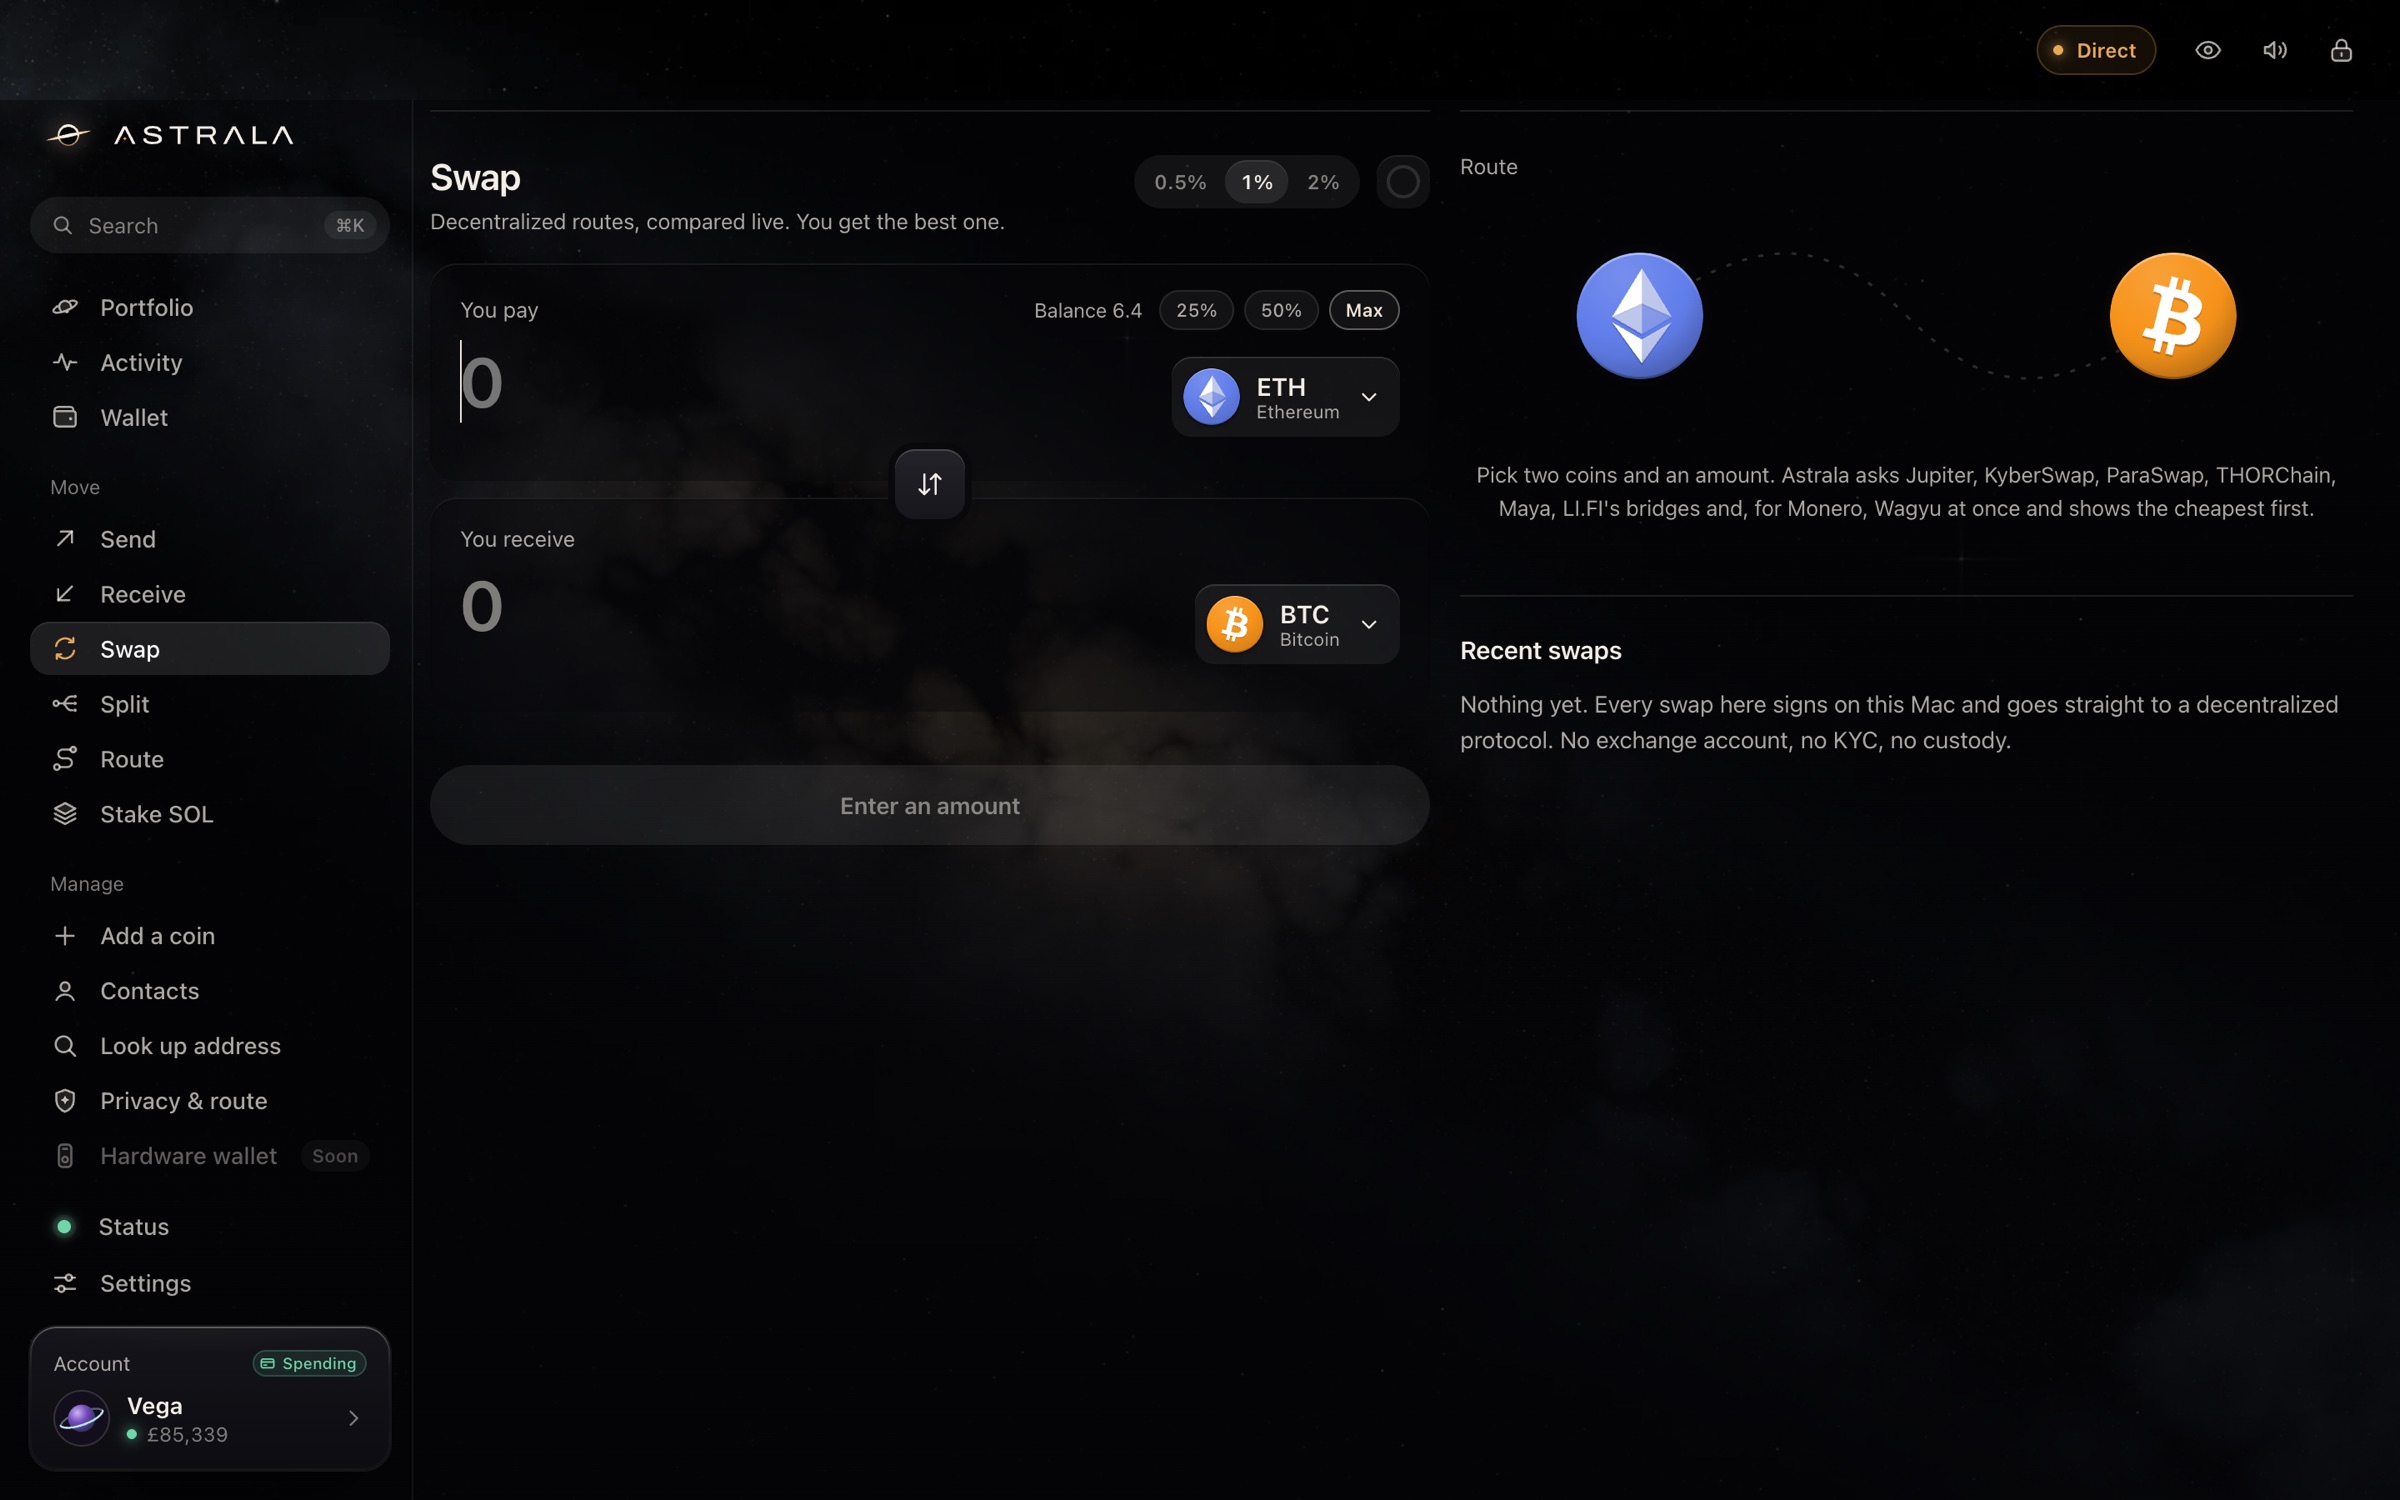 Direct
ASTRALA
Search ⌘K
Portfolio
Activity
Wallet
Move
Send
Receive
Swap
Split
Route
Stake SOL
Manage
Add a coin
Contacts
Look up address
Privacy & route
Hardware wallet Soon
Status
Settings
Account Spending
Vega
£85,339
Swap
0.5% 1% 2%
Decentralized routes, compared live. You get the best one.
You pay
Balance 6.4 25% 50% Max
0
ETH
Ethereum
You receive
0
BTC
Bitcoin
Enter an amount
Route
Pick two coins and an amount. Astrala asks Jupiter, KyberSwap, ParaSwap, THORChain,
Maya, LI.FI's bridges and, for Monero, Wagyu at once and shows the cheapest first.
Recent swaps
Nothing yet. Every swap here signs on this Mac and goes straight to a decentralized
protocol. No exchange account, no KYC, no custody.